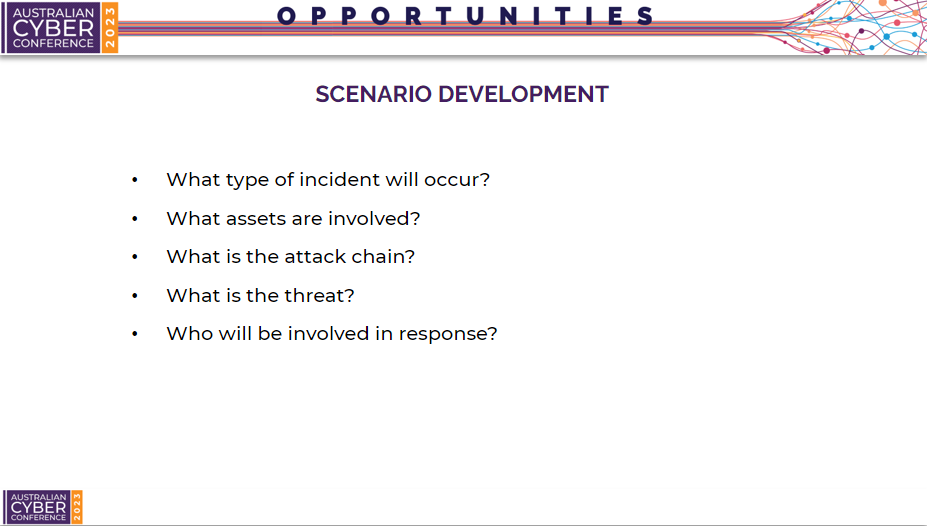 AUSTRALIAN
CYBER
CONFERENCE
2023
OPPORTUNITIES
SCENARIO DEVELOPMENT
• What type of incident will occur?
• What assets are involved?
• What is the attack chain?
• What is the threat?
• Who will be involved in response?
AUSTRALIAN
CYBER
CONFERENCE
2023